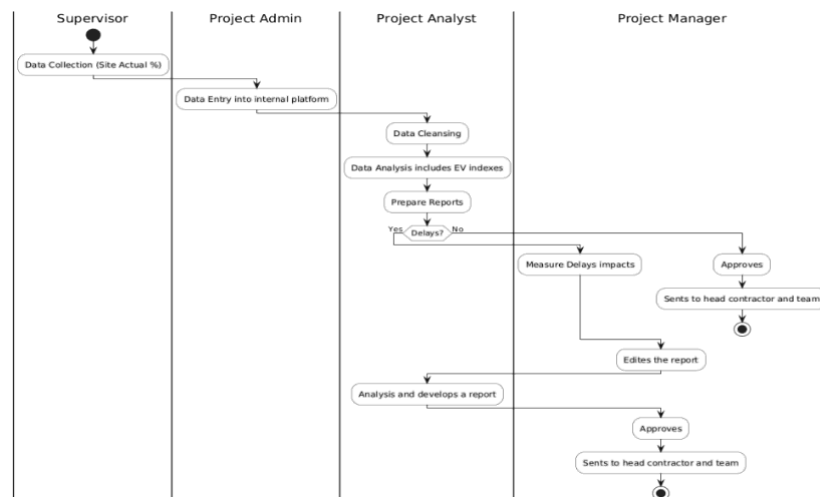 Supervisor
Project Admin
Project Analyst
Project Manager
Data Collection (Site Actual %)
Data Entry into internal platform
Data Cleansing
Data Analysis includes EV indexes
Prepare Reports
Yes
Delays?
No
Measure Delays impacts
Approves
Sents to head contractor and team
Edites the report
Analysis and develops a report
Approves
Sents to head contractor and team